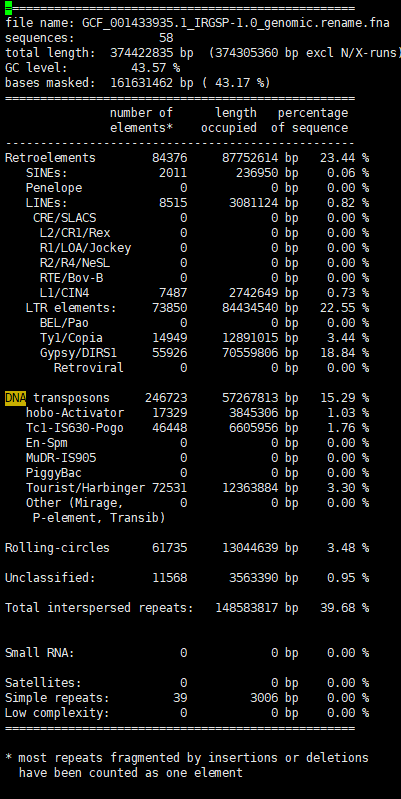 ==================================================
file name: GCF_001433935.1_IRGSP-1.0_genomic.rename.fna
sequences:            58
total length:  374422835 bp  (374305360 bp excl N/X-runs)
GC level:         43.57 %
bases masked:  161631462 bp ( 43.17 %)
==================================================
               number of      length   percentage
               elements*    occupied  of sequence
--------------------------------------------------
Retroelements        84376     87752614 bp   23.44 %
   SINEs:             2011       236950 bp    0.06 %
   Penelope              0            0 bp    0.00 %
   LINEs:             8515      3081124 bp    0.82 %
    CRE/SLACS            0            0 bp    0.00 %
     L2/CR1/Rex          0            0 bp    0.00 %
     R1/LOA/Jockey       0            0 bp    0.00 %
     R2/R4/NeSL          0            0 bp    0.00 %
     RTE/Bov-B           0            0 bp    0.00 %
     L1/CIN4          7487      2742649 bp    0.73 %
   LTR elements:     73850     84434540 bp   22.55 %
     BEL/Pao             0            0 bp    0.00 %
     Ty1/Copia       14949     12891015 bp    3.44 %
     Gypsy/DIRS1     55926     70559806 bp   18.84 %
       Retroviral        0            0 bp    0.00 %
DNA transposons     246723     57267813 bp   15.29 %
   hobo-Activator    17329      3845306 bp    1.03 %
   Tc1-IS630-Pogo    46448      6605956 bp    1.76 %
   En-Spm                0            0 bp    0.00 %
   MuDR-IS905            0            0 bp    0.00 %
   PiggyBac              0            0 bp    0.00 %
   Tourist/Harbinger 72531     12363884 bp    3.30 %
   Other (Mirage,        0            0 bp    0.00 %
    P-element, Transib)
Rolling-circles      61735     13044639 bp    3.48 %
Unclassified:        11568      3563390 bp    0.95 %
Total interspersed repeats:   148583817 bp   39.68 %
Small RNA:               0            0 bp    0.00 %
Satellites:              0            0 bp    0.00 %
Simple repeats:         39         3006 bp    0.00 %
Low complexity:          0            0 bp    0.00 %
==================================================
* most repeats fragmented by insertions or deletions
  have been counted as one element